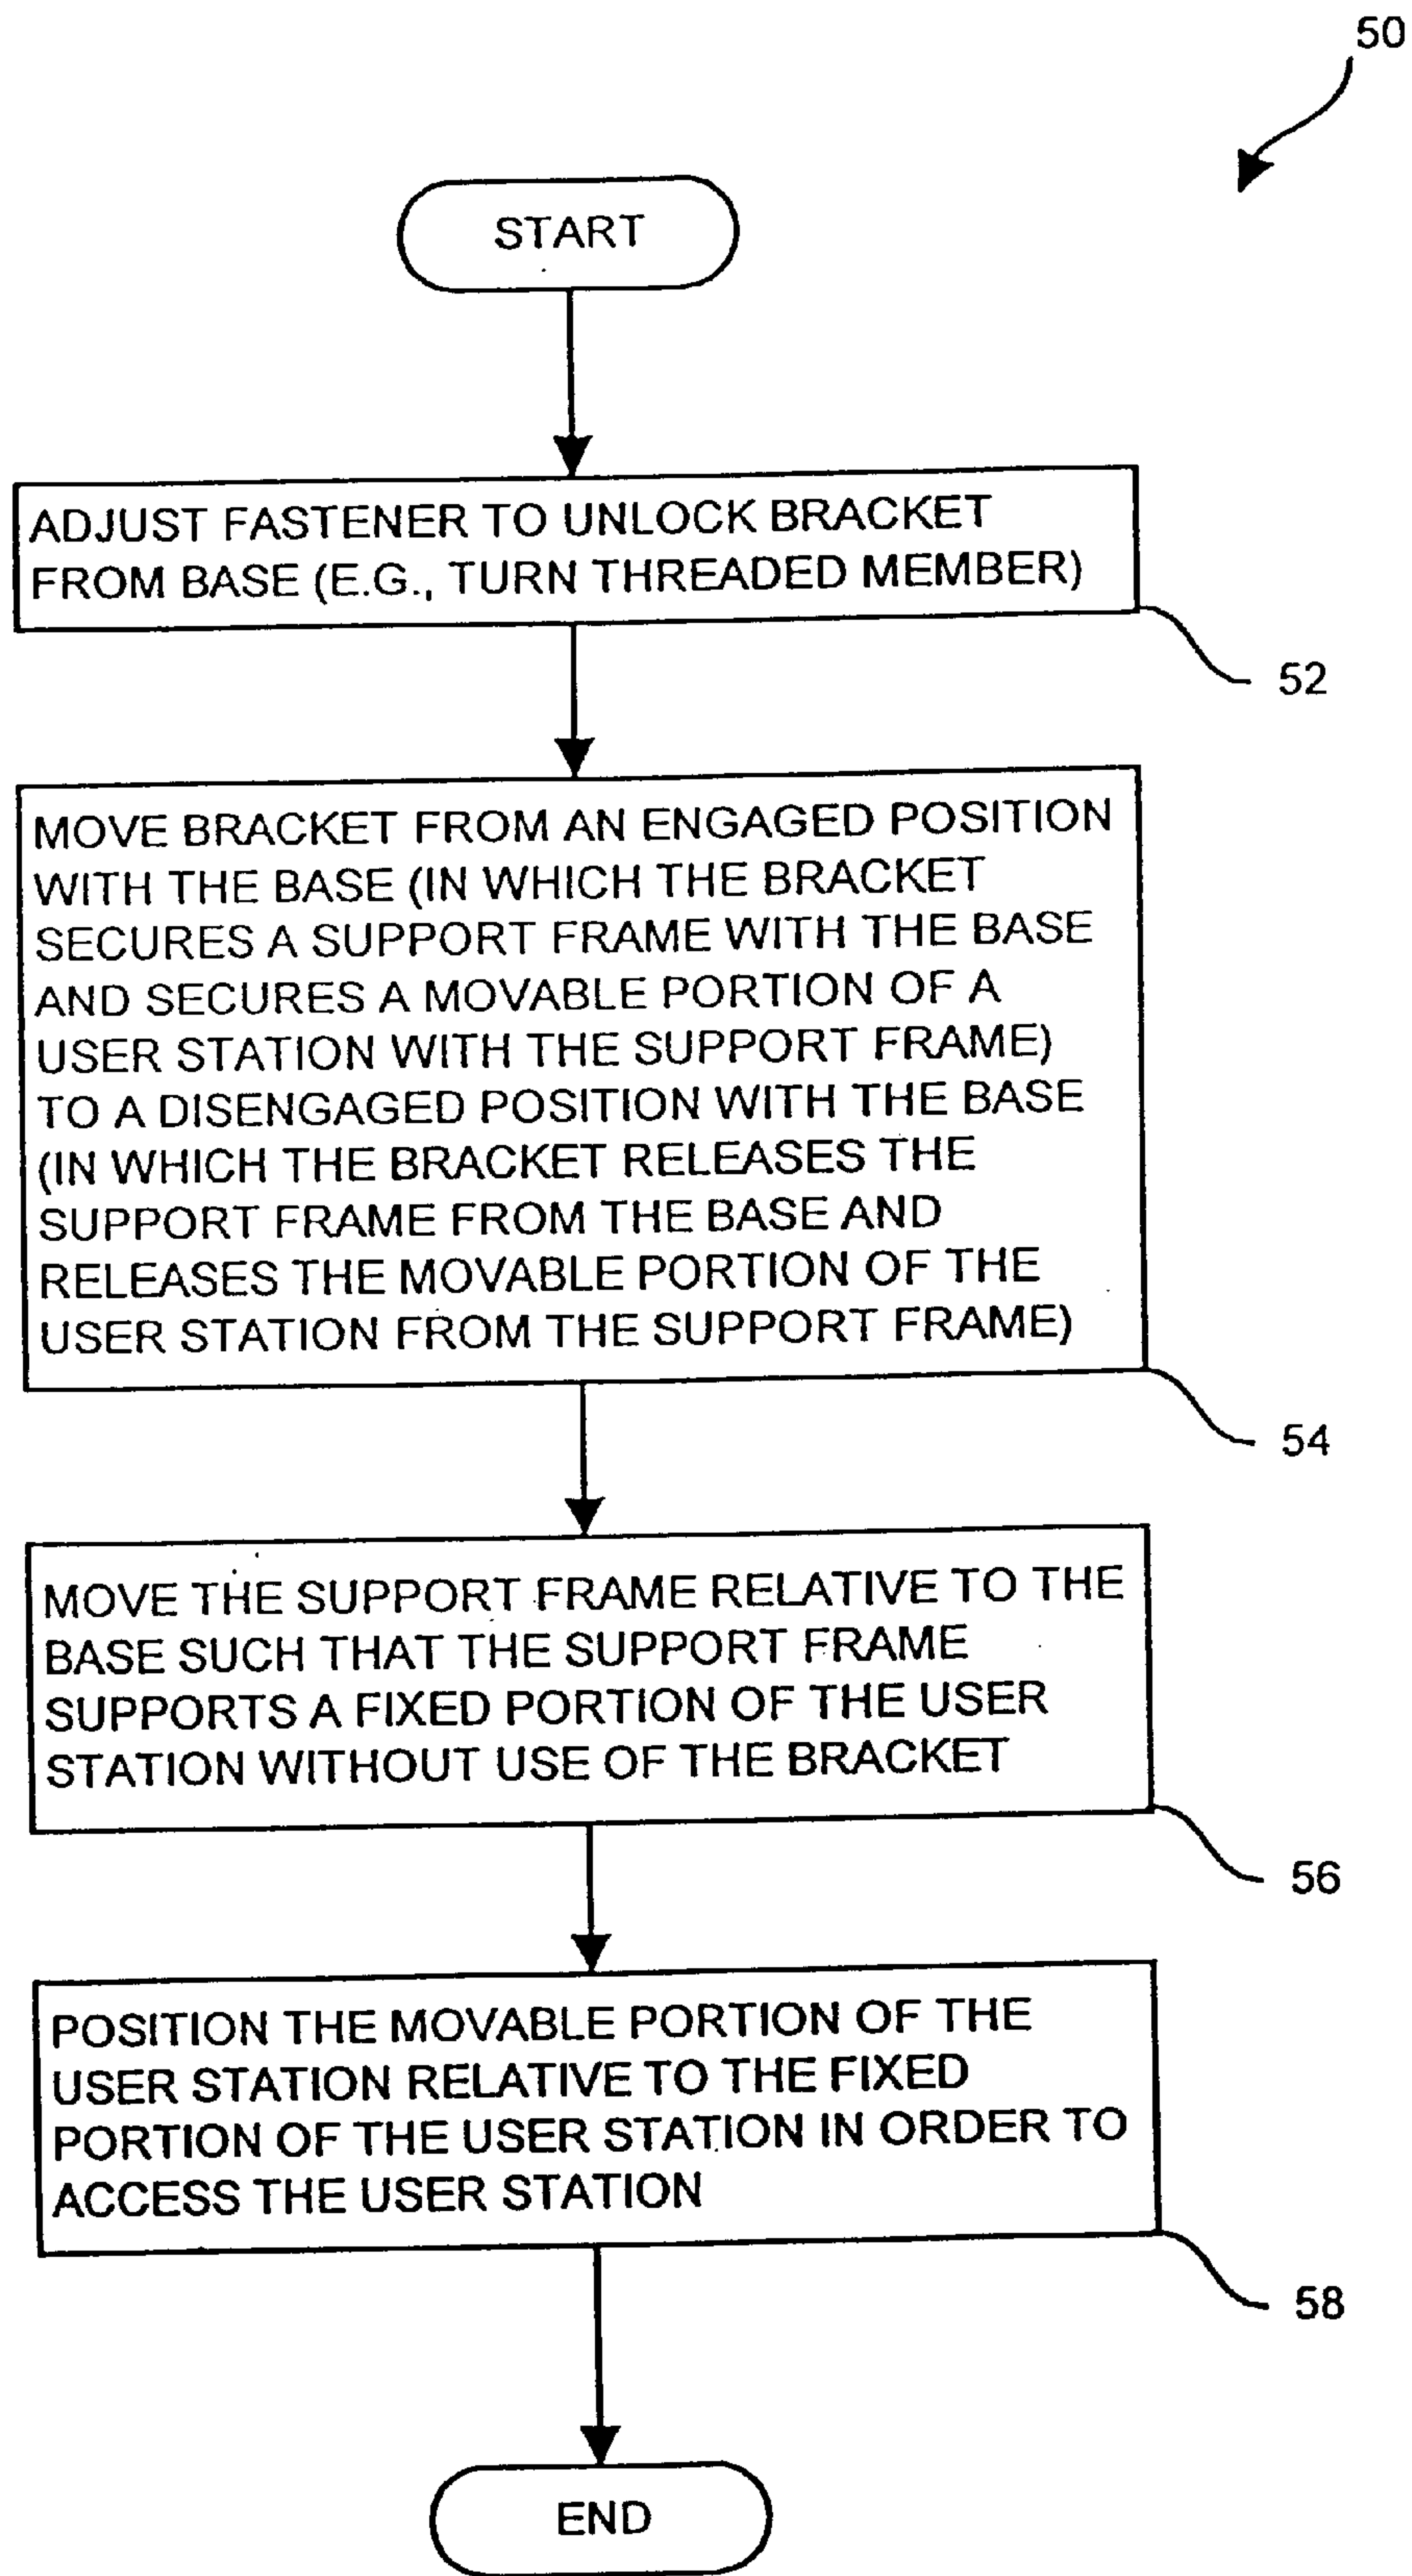 50
START
ADJUST FASTENER TO UNLOCK BRACKET
FROM BASE (E.G., TURN THREADED MEMBER)
52
MOVE BRACKET FROM AN ENGAGED POSITION
WITH THE BASE (IN WHICH THE BRACKET
SECURES A SUPPORT FRAME WITH THE BASE
AND SECURES A MOVABLE PORTION OF A
USER STATION WITH THE SUPPORT FRAME)
TO A DISENGAGED POSITION WITH THE BASE
(IN WHICH THE BRACKET RELEASES THE
SUPPORT FRAME FROM THE BASE AND
RELEASES THE MOVABLE PORTION OF THE
USER STATION FROM THE SUPPORT FRAME)
54
MOVE THE SUPPORT FRAME RELATIVE TO THE
BASE SUCH THAT THE SUPPORT FRAME
SUPPORTS A FIXED PORTION OF THE USER
STATION WITHOUT USE OF THE BRACKET
56
POSITION THE MOVABLE PORTION OF THE
USER STATION RELATIVE TO THE FIXED
PORTION OF THE USER STATION IN ORDER TO
ACCESS THE USER STATION
58
END